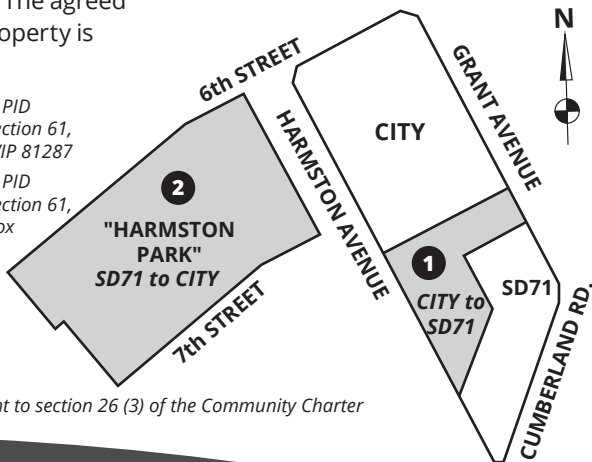 The agreed
operty is
PID
ection 61,
VIP 81287
PID
ection 61,
ox
6th STREET
HARMSTON AVENUE
GRANT AVENUE
N
CITY
2
"HARMSTON
PARK"
SD71 to CITY
1
CITY to
SD71
SD71
7th STREET
CUMBERLAND RD.
nt to section 26 (3) of the Community Charter